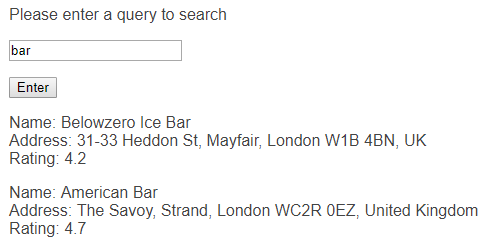 Please enter a query to search
bar
Enter
Name: Belowzero Ice Bar
Address: 31-33 Heddon St, Mayfair, London W1B 4BN, UK
Rating: 4.2
Name: American Bar
Address: The Savoy, Strand, London WC2R 0EZ, United Kingdom
Rating: 4.7